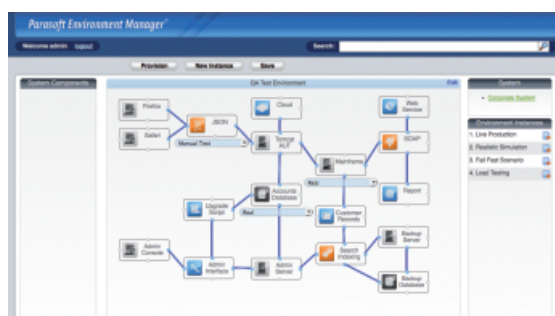 Parasoft Environment Manager
Welcome admin logout
Search:
Provision
New Instance
Save
System Components
QA Test Environment
Edit
System
Corporate System
Environment Instances
1. Live Production
2. Realistic Simulation
3. Fail Fast Scenario
4. Load Testing
Firefox
Safari
JSON
Manual Test
Cloud
Tomcat
AUT
Web
Service
SOAP
Mainframe
Real
Report
Accounts
Database
Real
Upgrade
Script
Customer
Records
Admin
Console
Admin
Interface
Admin
Server
Search
Indexing
Backup
Server
Backup
Database